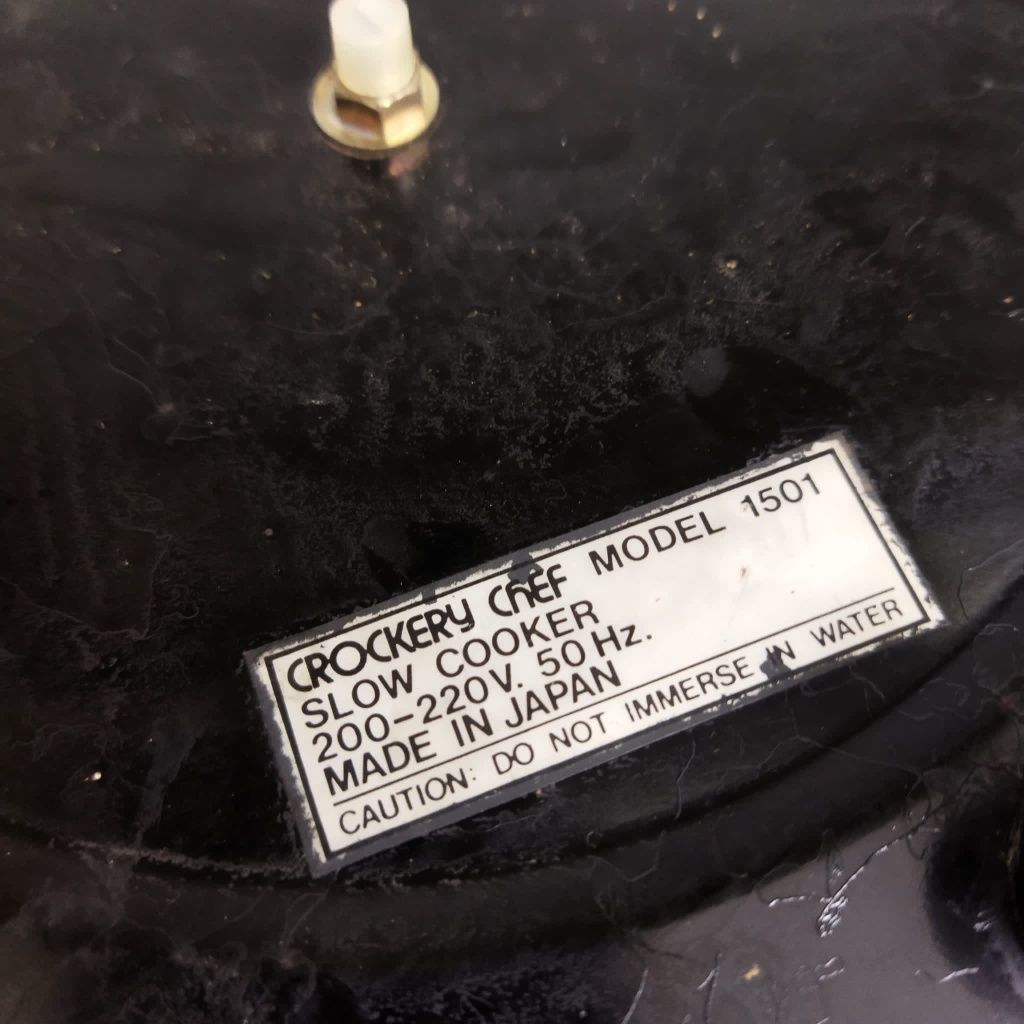 CROCKERY CHEF MODEL 1501
SLOW COOKER
200-220V. 50Hz.
MADE IN JAPAN
CAUTION: DO NOT IMMERSE IN WATER